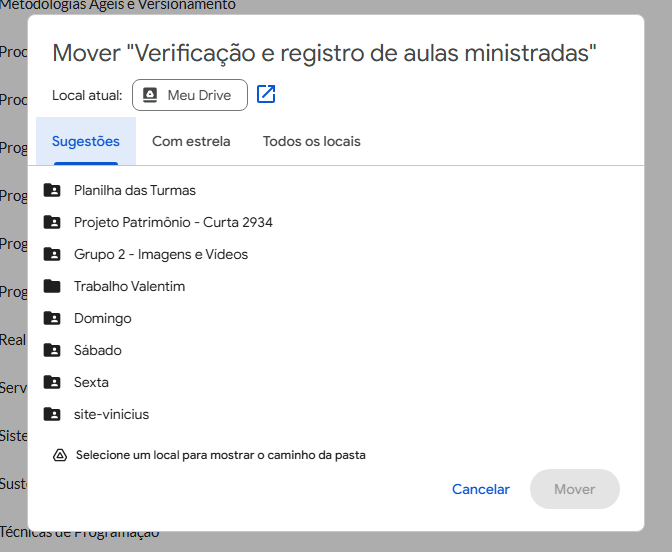 Metodologias Ágeis e Versionamento
Mover "Verificação e registro de aulas ministradas"
Proc
Local atual: Meu Drive
Proc
Sugestões Com estrela Todos os locais
Prog
Planilha das Turmas
Prog
Projeto Patrimônio - Curta 2934
Prog
Grupo 2 - Imagens e Vídeos
Trabalho Valentim
Prog
Domingo
Real
Sábado
Sexta
Serv
site-vinicius
Siste
Selecione um local para mostrar o caminho da pasta
Sust
Cancelar Mover
Técnicas de Programação